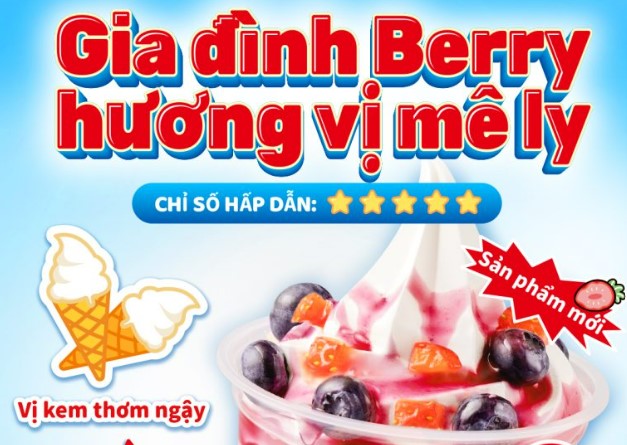 Gia đình Berry
hương vị mê ly
CHỈ SỐ HẤP DẪN:
Sản phẩm mới
Vị kem thơm ngậy